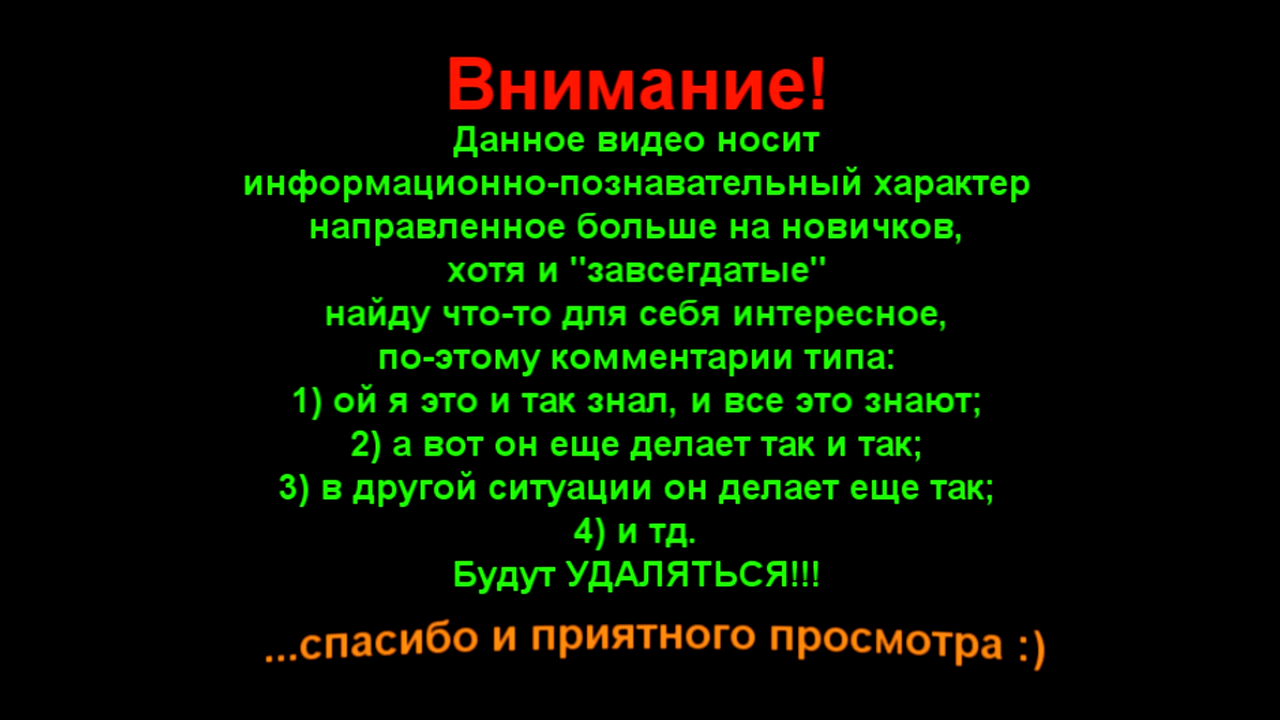 Внимание!
Данное видео носит
информационно-познавательный характер
направленное больше на новичков,
хотя и "завсегдатые"
найду что-то для себя интересное,
по-этому комментарии типа:
1) ой я это и так знал, и все это знают;
2) а вот он еще делает так и так;
3) в другой ситуации он делает еще так;
4) и тд.
Будут УДАЛЯТЬСЯ!!!
...спасибо и приятного просмотра :)